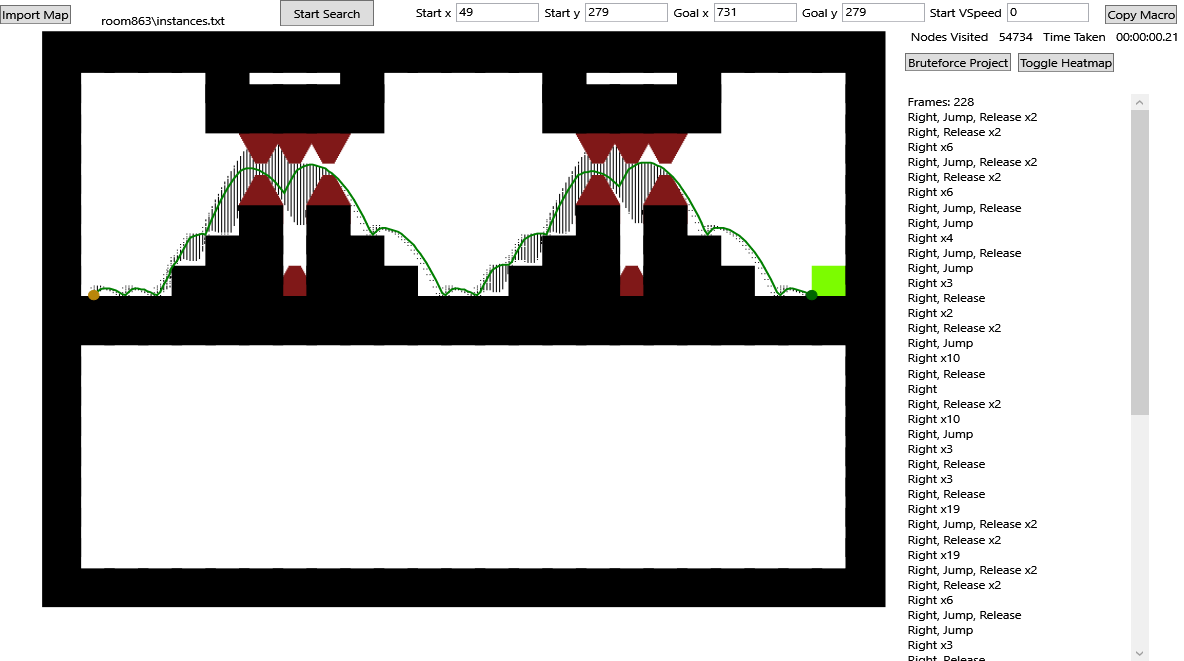 Import Map room863\instances.txt Start Search Start x 49 Start y 279 Goal x 731 Goal y 279 Start VSpeed 0 Copy Macro
Nodes Visited 54734 Time Taken 00:00:00.21
Bruteforce Project Toggle Heatmap
Frames: 228
Right, Jump, Release x2
Right, Release x2
Right x6
Right, Jump, Release x2
Right, Release x2
Right x6
Right, Jump, Release
Right, Jump
Right x4
Right, Jump, Release
Right, Jump
Right x3
Right, Release
Right x2
Right, Release x2
Right, Jump
Right x10
Right, Release
Right
Right, Release x2
Right x10
Right, Jump
Right x3
Right, Release
Right x3
Right, Release
Right x19
Right, Jump, Release x2
Right, Release x2
Right x19
Right, Jump, Release x2
Right, Release x2
Right x6
Right, Jump, Release
Right, Jump
Right x3
Right, Release